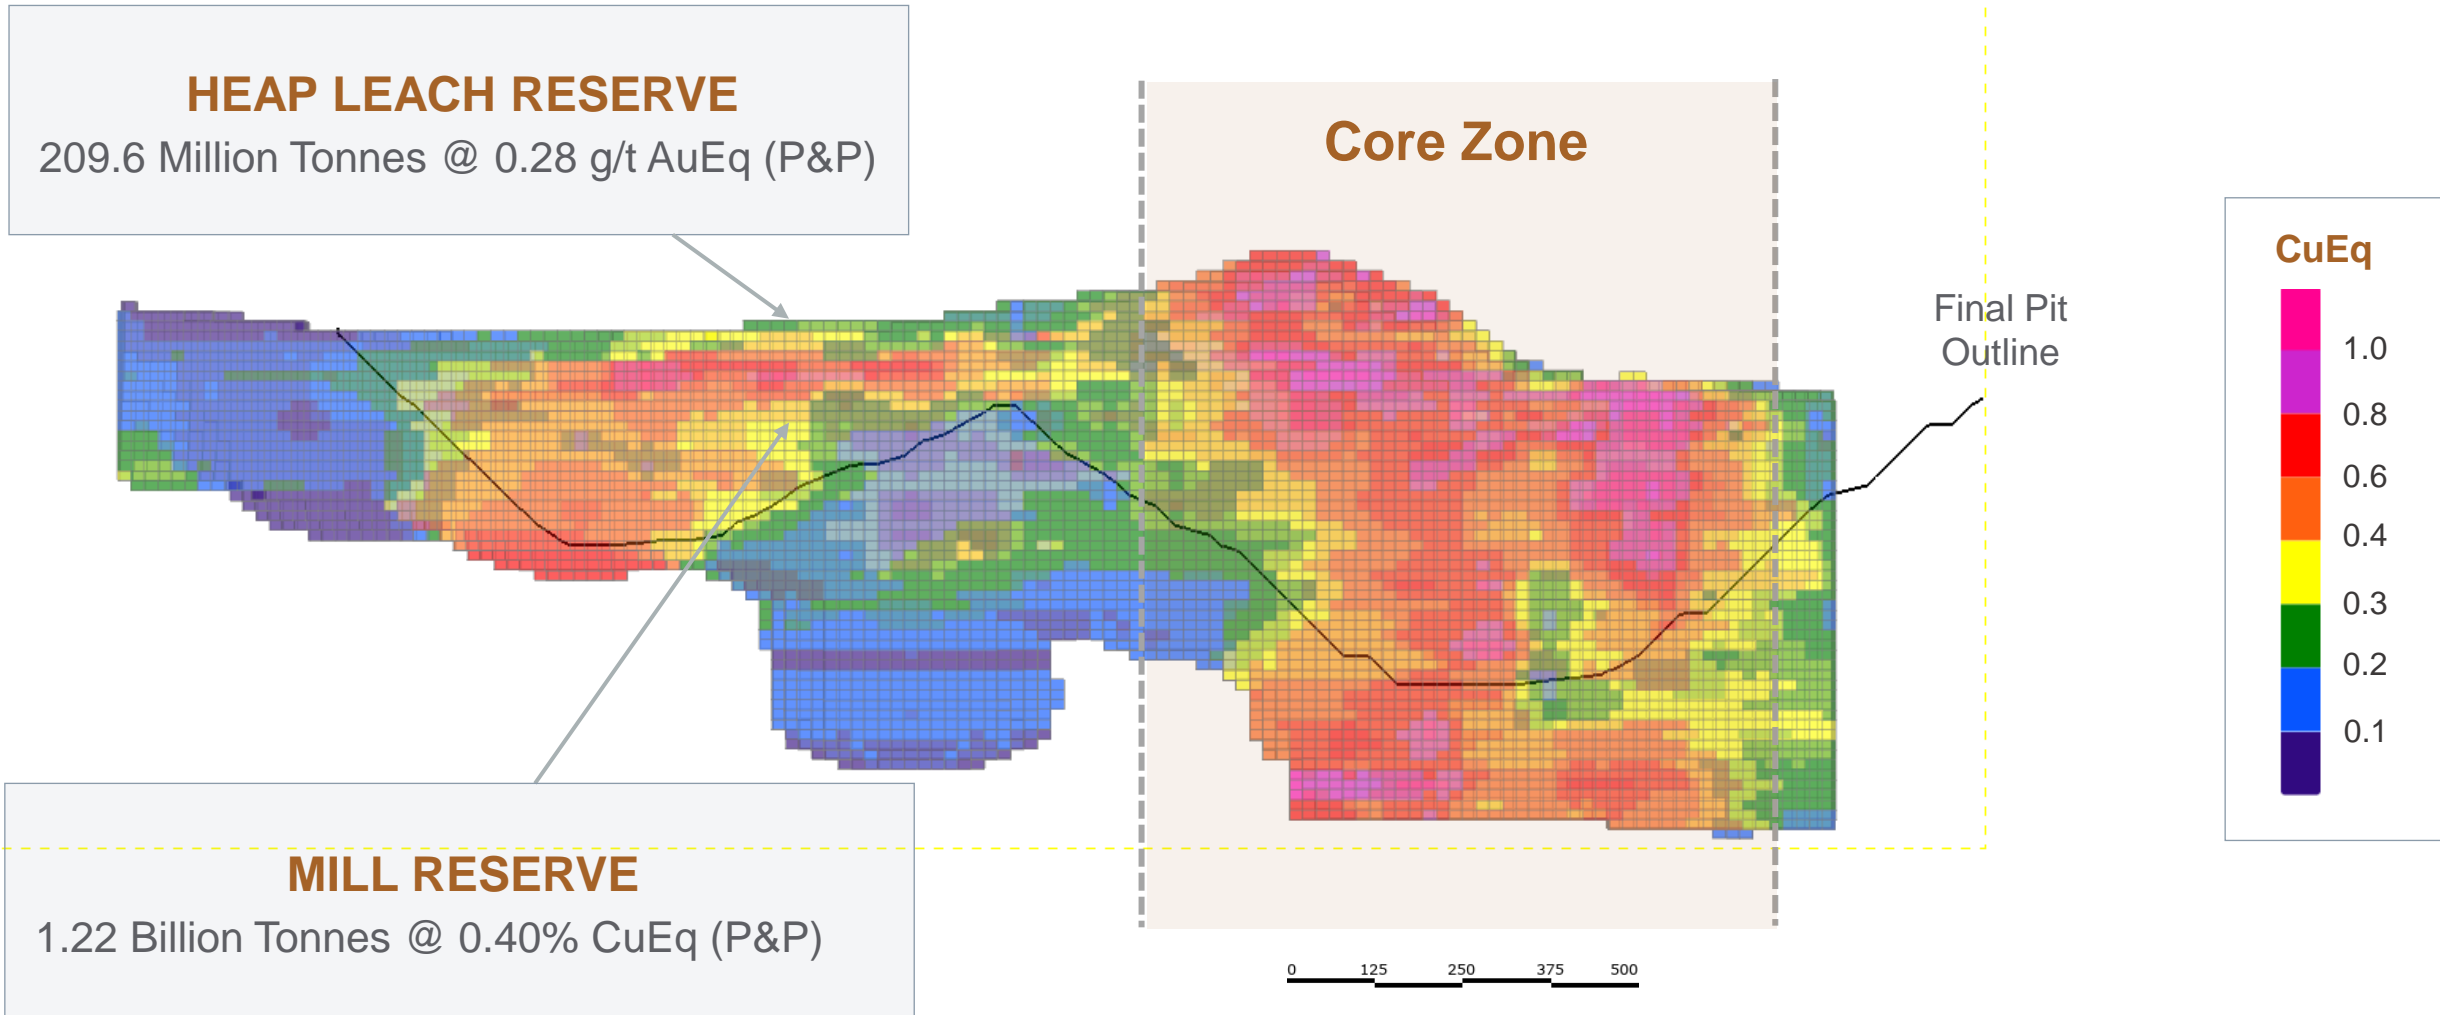 HEAP LEACH RESERVE
209.6 Million Tonnes @ 0.28 g/t AuEq (P&P)
Core Zone
Final Pit
Outline
CuEq
1.0
0.8
0.6
0.4
0.3
0.2
0.1
MILL RESERVE
1.22 Billion Tonnes @ 0.40% CuEq (P&P)
0 125 250 375 500